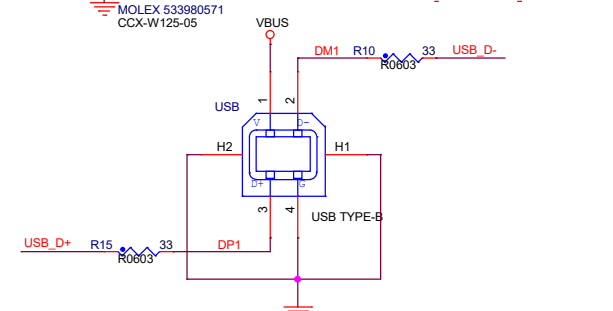 MOLEX 533980571
CCX-W125-05
VBUS
DM1 R10 33 USB_D-
R0603
USB
1 2
V D-
H2 H1
D+ G
3 4
USB TYPE-B
USB_D+ R15 33 DP1
R0603